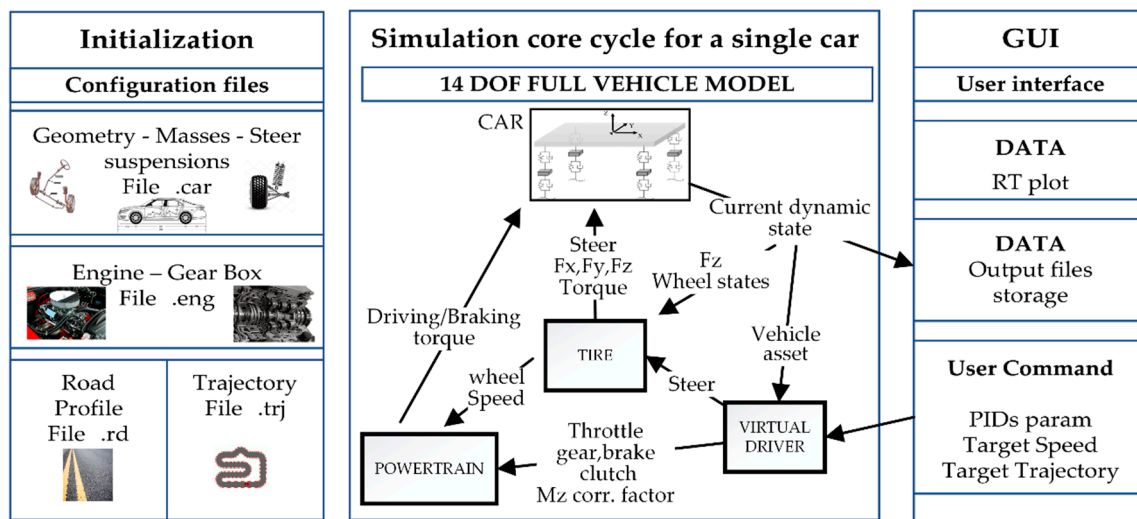 Initialization
Configuration files
Geometry - Masses - Steer
suspensions
File .car
Engine – Gear Box
File .eng
Road
Profile
File .rd
Trajectory
File .trj
Simulation core cycle for a single car
14 DOF FULL VEHICLE MODEL
CAR
Z
Y
X
Current dynamic
state
Steer
Fx,Fy,Fz
Torque
Fz
Wheel states
Driving/Braking
torque
TIRE
Vehicle
asset
wheel
Speed
Steer
VIRTUAL
DRIVER
POWERTRAIN
Throttle
gear,brake
clutch
Mz corr. factor
GUI
User interface
DATA
RT plot
DATA
Output files
storage
User Command
PIDs param
Target Speed
Target Trajectory